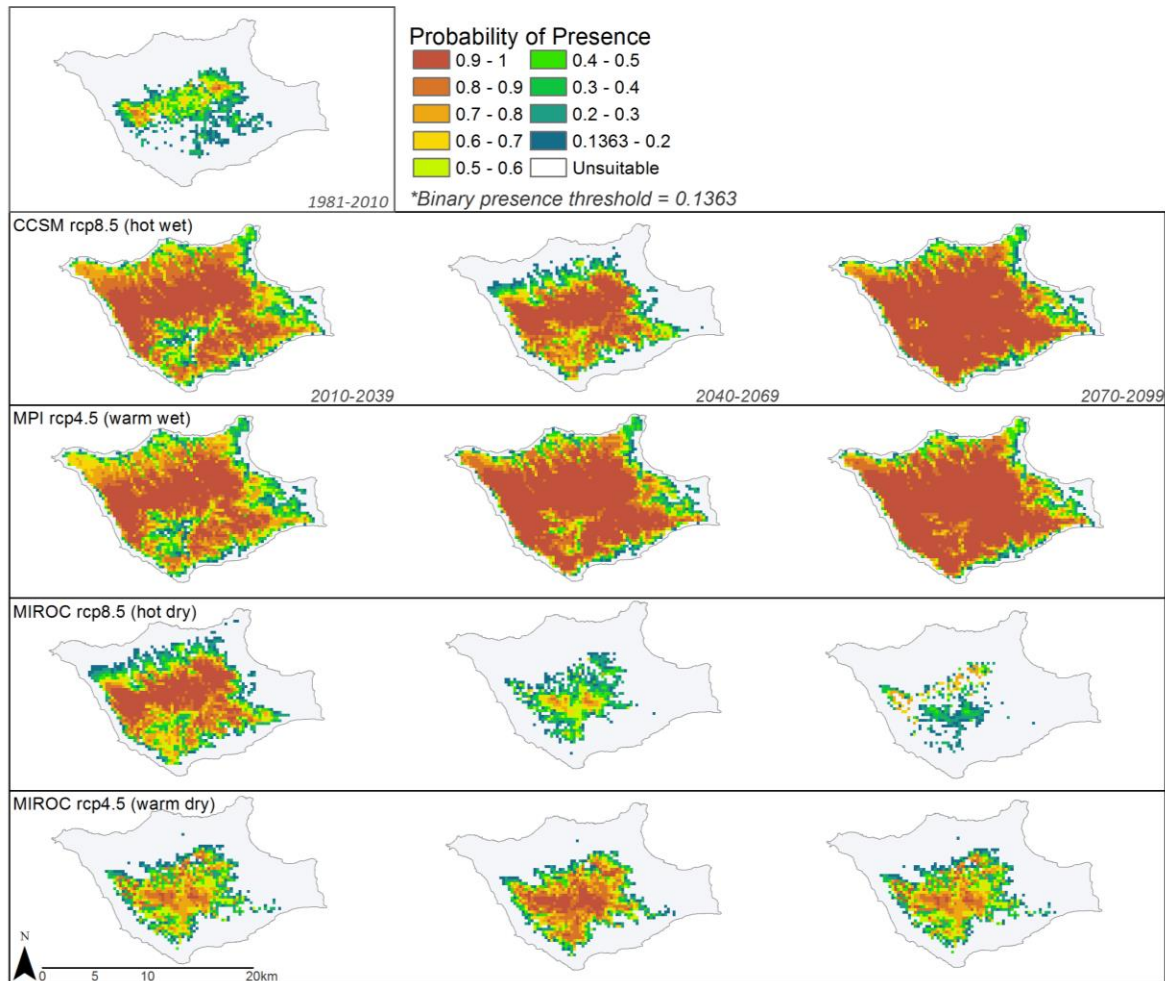 Probability of Presence
0.9 - 1
0.4 - 0.5
0.8 - 0.9
0.3 - 0.4
0.7 - 0.8
0.2 - 0.3
0.6 - 0.7
0.1363 - 0.2
0.5 - 0.6
Unsuitable
1981-2010
*Binary presence threshold = 0.1363
CCSM rcp8.5 (hot wet)
2010-2039
2040-2069
2070-2099
MPI rcp4.5 (warm wet)
MIROC rcp8.5 (hot dry)
MIROC rcp4.5 (warm dry)
N
0 5 10 20km